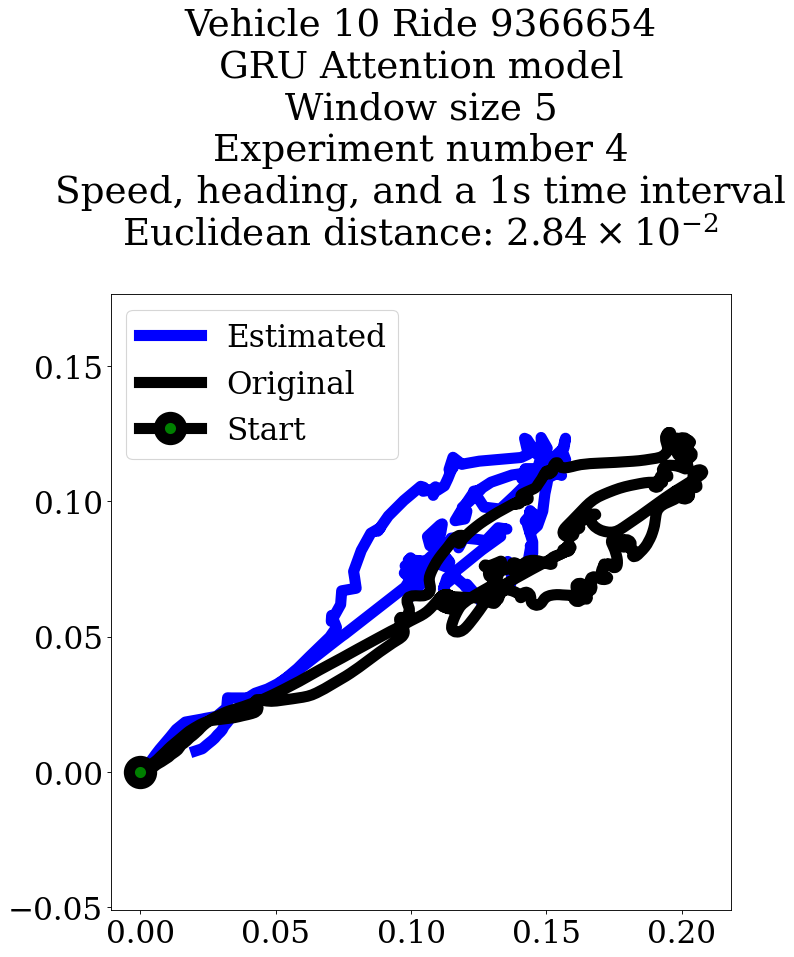 Vehicle 10 Ride 9366654
GRU Attention model
Window size 5
Experiment number 4
Speed, heading, and a 1s time interval
Euclidean distance: 2.84 × 10⁻²
Estimated
Original
Start
0.15
0.10
0.05
0.00
−0.05
0.00 0.05 0.10 0.15 0.20